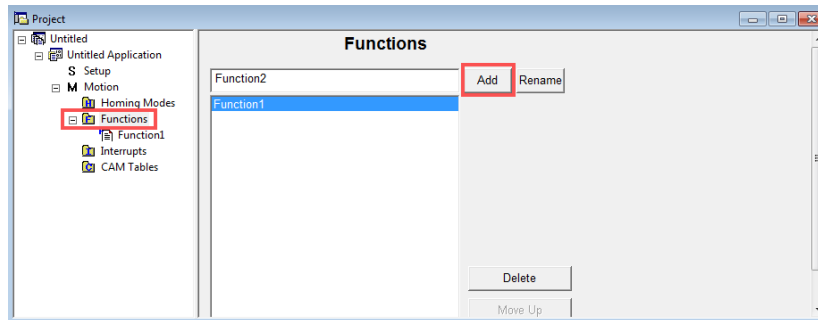 Project
Untitled
Untitled Application
S Setup
M Motion
Homing Modes
Functions
Function1
Interrupts
CAM Tables
Functions
Function2
Add
Rename
Function1
Delete
Move Up